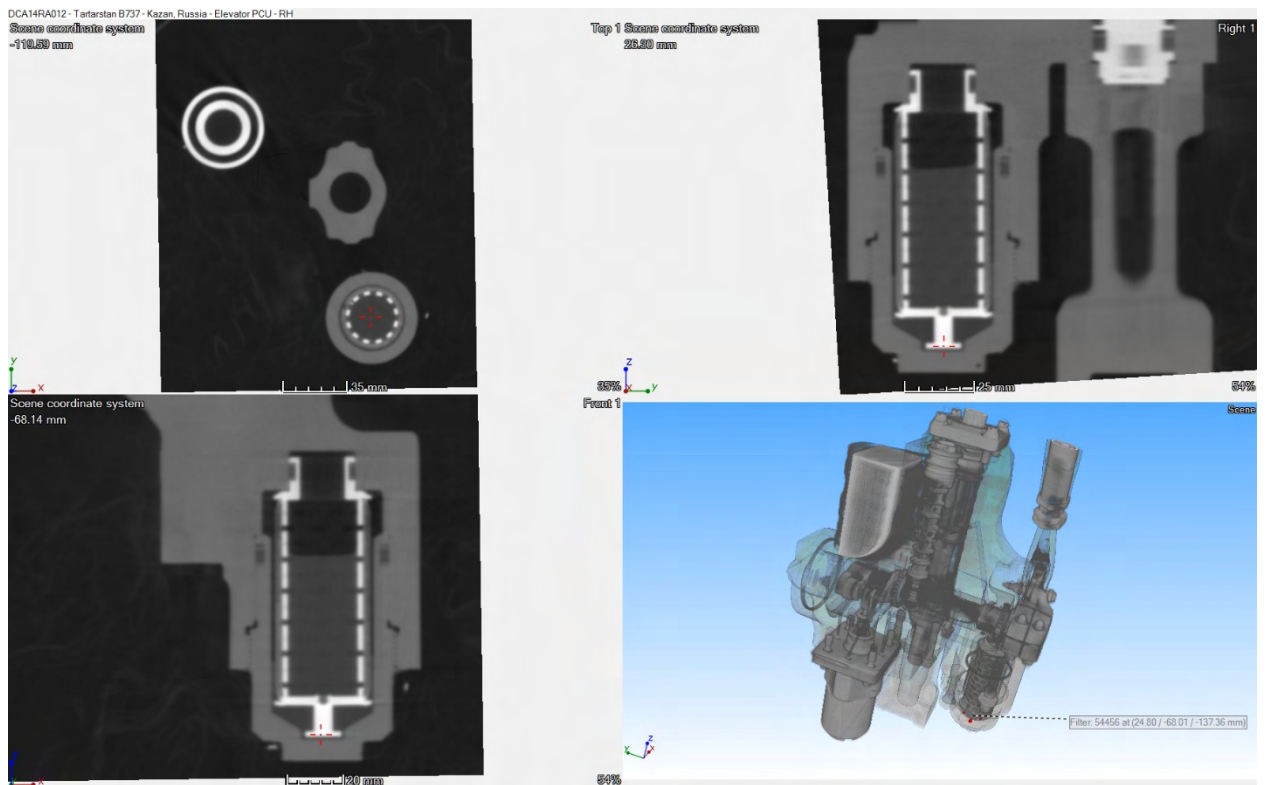 DCA14RA012 - Tartarstan B737 - Kazan, Russia - Elevator PCU - RH
Scene coordinate system
-119.59 mm
Top 1
y
z
x
35 mm
35%
Scene coordinate system
26.80 mm
Right 1
z
x
y
25 mm
54%
Scene coordinate system
-68.14 mm
Front 1
z
x
20 mm
54%
Scene
Filter: 54456 at (24.80 / -68.01 / -137.36 mm)
y
z
x